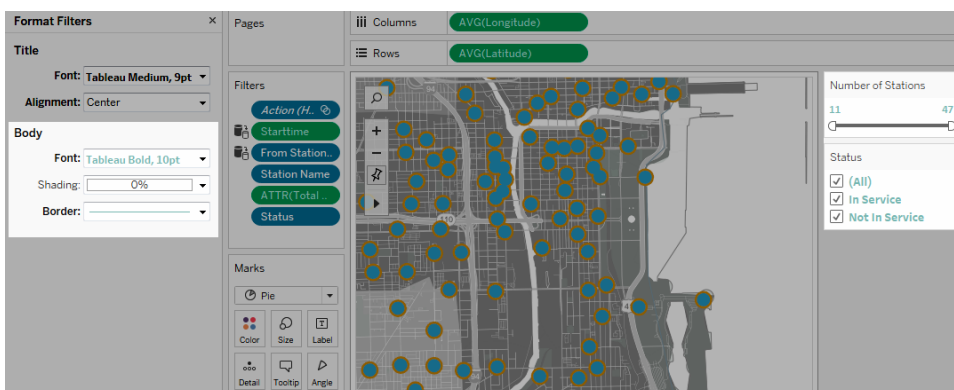 Format Filters
Title
Font: Tableau Medium, 9pt
Alignment: Center
Body
Font: Tableau Bold, 10pt
Shading: 0%
Border:
Pages
Filters
Action (H..
Starttime
From Station..
Station Name
ATTR(Total ..
Status
Marks
Pie
Color Size Label
Detail Tooltip Angle
Columns AVG(Longitude)
Rows AVG(Latitude)
Number of Stations
11 47
Status
(All)
In Service
Not In Service